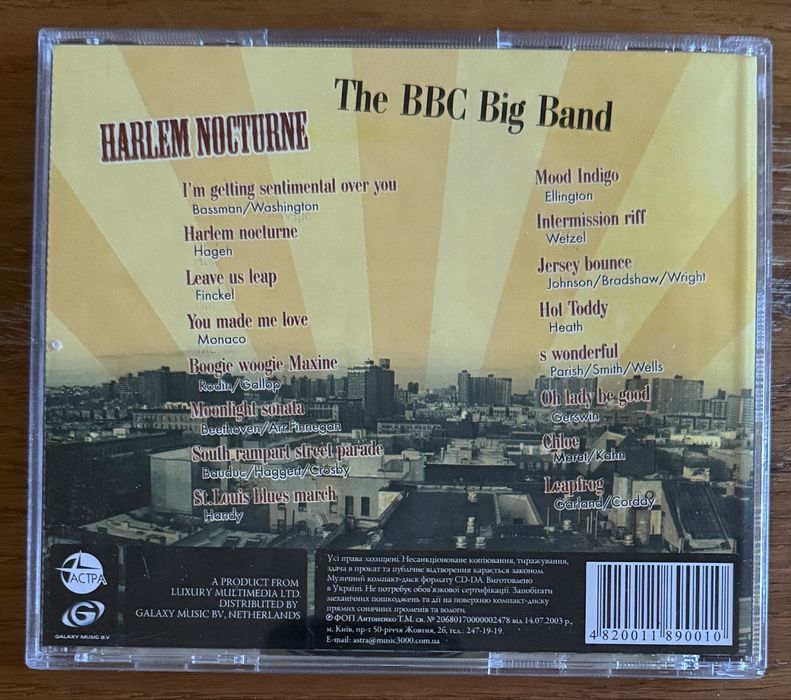 The BBC Big Band
HARLEM NOCTURNE
I'm getting sentimental over you
Bassman/Washington
Harlem nocturne
Hagen
Leave us leap
Finckel
You made me love
Monaco
Boogie woogie Maxine
Rodin/Gallop
Moonlight sonata
Beethoven/Arr.Finnegan
South rampart street parade
Bauduc/Haggert/Crosby
St.Louis blues march
Handy
Mood Indigo
Ellington
Intermission riff
Wetzel
Jersey bounce
Johnson/Bradshaw/Wright
Hot Toddy
Heath
s wonderful
Parish/Smith/Wells
Oh lady be good
Gerswin
Chloe
Meret/Kahn
Leapfrog
Garland/Corday
АСТРА
G
GALAXY MUSIC B.V.
A PRODUCT FROM
LUXURY MULTIMEDIA LTD.
DISTRIBUTED BY
GALAXY MUSIC BV, NETHERLANDS
Усі права захищені. Несанкціоноване копіювання, тиражування,
здача в прокат та публічне відтворення карається законом.
Музичний компакт-диск формату CD-DA. Виготовлено
в Україні. Не потребує обов'язкової сертифікації. Запобігати
механічних пошкоджень та дії на поверхню компакт-диску
прямих сонячних променів та вологи.
℗ ФОП Антоненко Т.М. св. № 20680170000002478 від 14.07.2003 р.,
м. Київ, пр-т 50-річчя Жовтня, 2б, тел.: 247-19-19.
E-mail: astra@music3000.com.ua
4 820011 890010